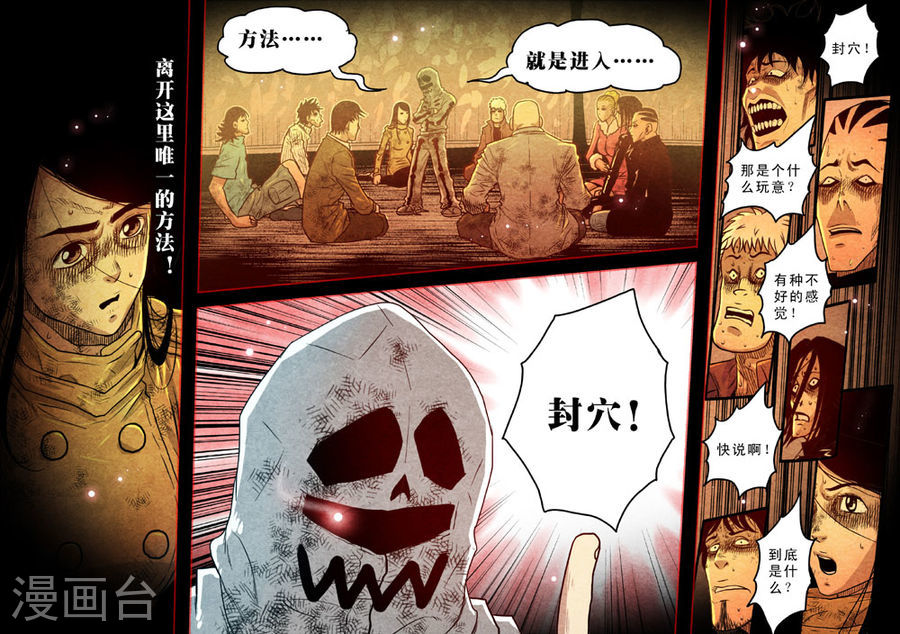 离开这里唯一的方法！
方法……
就是进入……
封穴！
封穴！
那是个什
么玩意？
有种不
好的感
觉！
快说啊！
到底
是什
么？
漫画台